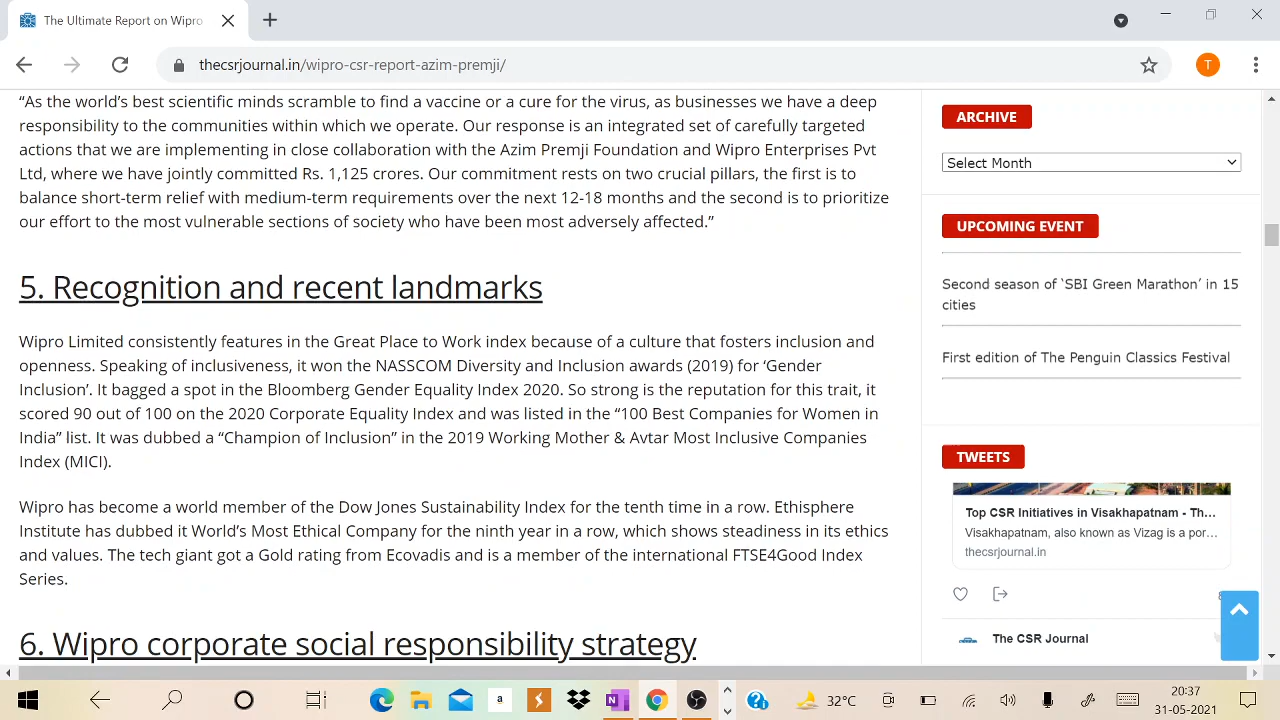 The Ultimate Report on Wipro
thecsrjournal.in/wipro-csr-report-azim-premji/
T
“As the world’s best scientific minds scramble to find a vaccine or a cure for the virus, as businesses we have a deep
responsibility to the communities within which we operate. Our response is an integrated set of carefully targeted
actions that we are implementing in close collaboration with the Azim Premji Foundation and Wipro Enterprises Pvt
Ltd, where we have jointly committed Rs. 1,125 crores. Our commitment rests on two crucial pillars, the first is to
balance short-term relief with medium-term requirements over the next 12-18 months and the second is to prioritize
our effort to the most vulnerable sections of society who have been most adversely affected.”
5. Recognition and recent landmarks
Wipro Limited consistently features in the Great Place to Work index because of a culture that fosters inclusion and
openness. Speaking of inclusiveness, it won the NASSCOM Diversity and Inclusion awards (2019) for ‘Gender
Inclusion’. It bagged a spot in the Bloomberg Gender Equality Index 2020. So strong is the reputation for this trait, it
scored 90 out of 100 on the 2020 Corporate Equality Index and was listed in the “100 Best Companies for Women in
India” list. It was dubbed a “Champion of Inclusion” in the 2019 Working Mother & Avtar Most Inclusive Companies
Index (MICI).
Wipro has become a world member of the Dow Jones Sustainability Index for the tenth time in a row. Ethisphere
Institute has dubbed it World’s Most Ethical Company for the ninth year in a row, which shows steadiness in its ethics
and values. The tech giant got a Gold rating from Ecovadis and is a member of the international FTSE4Good Index
Series.
6. Wipro corporate social responsibility strategy
ARCHIVE
Select Month
UPCOMING EVENT
Second season of ‘SBI Green Marathon’ in 15
cities
First edition of The Penguin Classics Festival
TWEETS
Top CSR Initiatives in Visakhapatnam - Th...
Visakhapatnam, also known as Vizag is a por...
thecsrjournal.in
The CSR Journal
a
N
32°C
20:37
31-05-2021